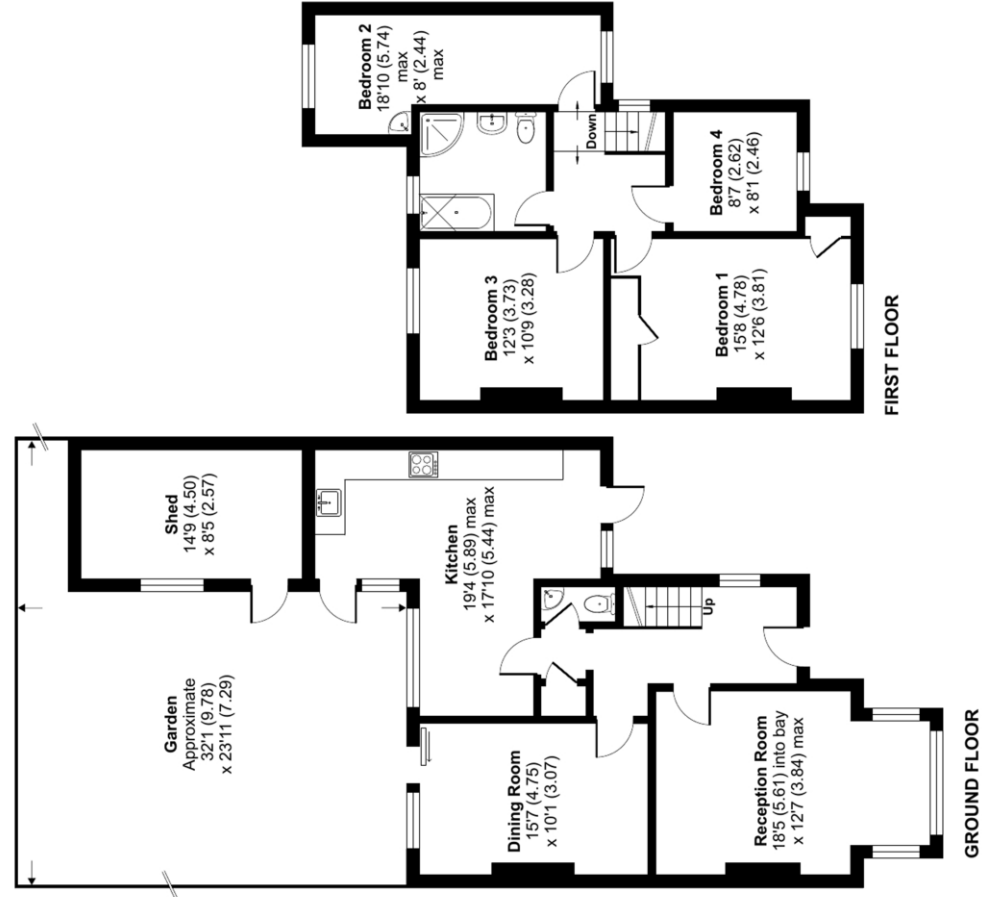 Bedroom 2
18'10 (5.74)
max
x 8' (2.44)
max
Down
Bedroom 4
8'7 (2.62)
x 8'1 (2.46)
Bedroom 3
12'3 (3.73)
x 10'9 (3.28)
Bedroom 1
15'8 (4.78)
x 12'6 (3.81)
FIRST FLOOR
Shed
14'9 (4.50)
x 8'5 (2.57)
Kitchen
19'4 (5.89) max
x 17'10 (5.44) max
Up
Garden
Approximate
32'1 (9.78)
x 23'11 (7.29)
Dining Room
15'7 (4.75)
x 10'1 (3.07)
Reception Room
18'5 (5.61) into bay
x 12'7 (3.84) max
GROUND FLOOR